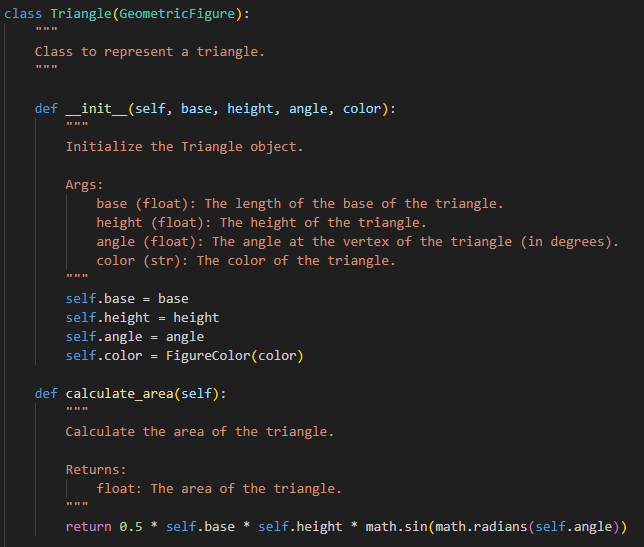 class Triangle(GeometricFigure):
    """
    Class to represent a triangle.
    """

    def __init__(self, base, height, angle, color):
        """
        Initialize the Triangle object.

        Args:
            base (float): The length of the base of the triangle.
            height (float): The height of the triangle.
            angle (float): The angle at the vertex of the triangle (in degrees).
            color (str): The color of the triangle.
        """
        self.base = base
        self.height = height
        self.angle = angle
        self.color = FigureColor(color)

    def calculate_area(self):
        """
        Calculate the area of the triangle.

        Returns:
            float: The area of the triangle.
        """
        return 0.5 * self.base * self.height * math.sin(math.radians(self.angle))